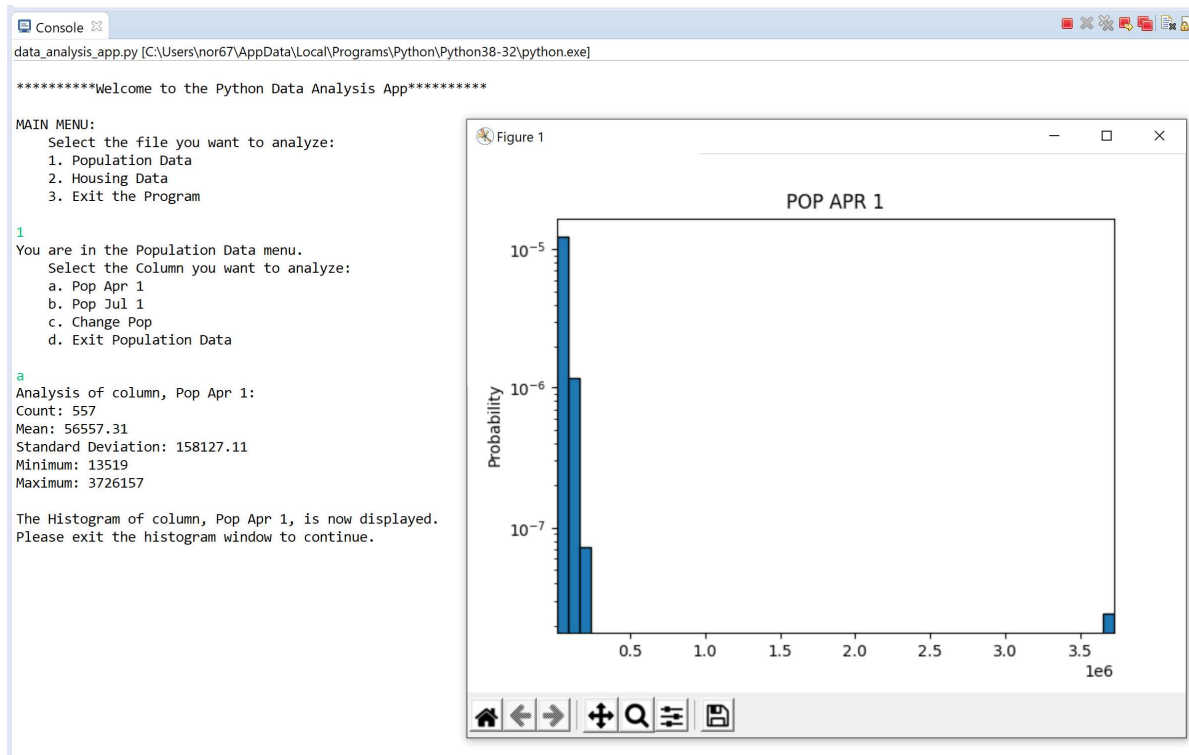 Console
data_analysis_app.py [C:\Users\nor67\AppData\Local\Programs\Python\Python38-32\python.exe]
**********Welcome to the Python Data Analysis App**********
MAIN MENU:
Select the file you want to analyze:
1. Population Data
2. Housing Data
3. Exit the Program
1
You are in the Population Data menu.
Select the Column you want to analyze:
a. Pop Apr 1
b. Pop Jul 1
c. Change Pop
d. Exit Population Data
a
Analysis of column, Pop Apr 1:
Count: 557
Mean: 56557.31
Standard Deviation: 158127.11
Minimum: 13519
Maximum: 3726157
The Histogram of column, Pop Apr 1, is now displayed.
Please exit the histogram window to continue.
Figure 1
POP APR 1
Probability
10⁻⁵
10⁻⁶
10⁻⁷
0.5 1.0 1.5 2.0 2.5 3.0 3.5
1e6